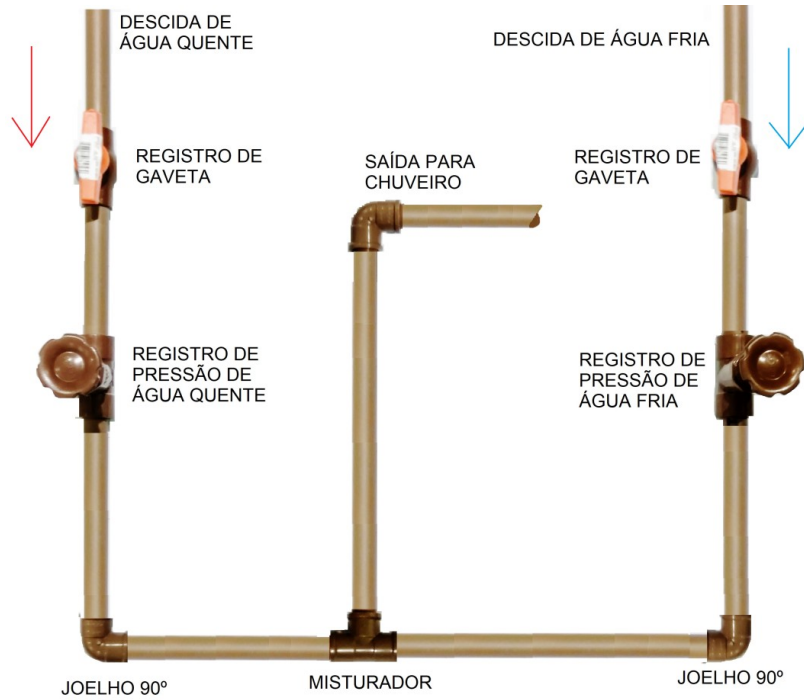 DESCIDA DE
ÁGUA QUENTE
DESCIDA DE ÁGUA FRIA
REGISTRO DE
GAVETA
SAÍDA PARA
CHUVEIRO
REGISTRO DE
GAVETA
REGISTRO DE
PRESSÃO DE
ÁGUA QUENTE
REGISTRO DE
PRESSÃO DE
ÁGUA FRIA
JOELHO 90º
MISTURADOR
JOELHO 90º